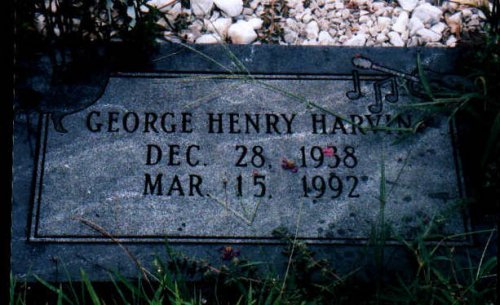 GEORGE HENRY HARVIN
DEC. 28, 1938
MAR. 15, 1992